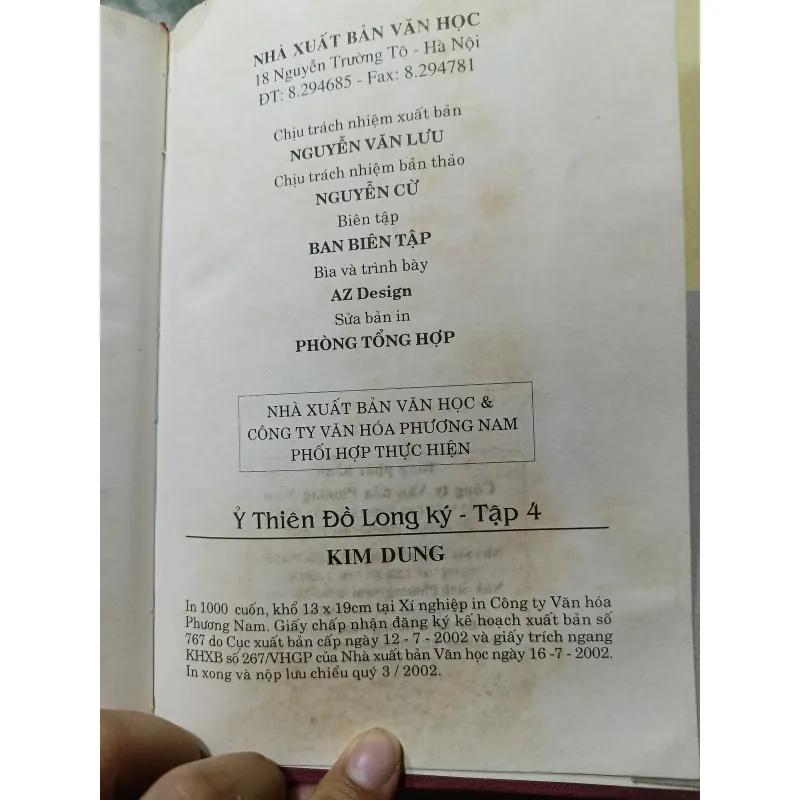 NHÀ XUẤT BẢN VĂN HỌC
18 Nguyễn Trường Tộ - Hà Nội
ĐT: 8.294685 - Fax: 8.294781
Chịu trách nhiệm xuất bản
NGUYỄN VĂN LƯU
Chịu trách nhiệm bản thảo
NGUYỄN CỪ
Biên tập
BAN BIÊN TẬP
Bìa và trình bày
AZ Design
Sửa bản in
PHÒNG TỔNG HỢP
NHÀ XUẤT BẢN VĂN HỌC &
CÔNG TY VĂN HÓA PHƯƠNG NAM
PHỐI HỢP THỰC HIỆN
Ỷ Thiên Đồ Long ký - Tập 4
KIM DUNG
In 1000 cuốn, khổ 13 x 19cm tại Xí nghiệp in Công ty Văn hóa
Phương Nam. Giấy chấp nhận đăng ký kế hoạch xuất bản số
767 do Cục xuất bản cấp ngày 12 - 7 - 2002 và giấy trích ngang
KHXB số 267/VHGP của Nhà xuất bản Văn học ngày 16 -7 - 2002.
In xong và nộp lưu chiểu quý 3 / 2002.